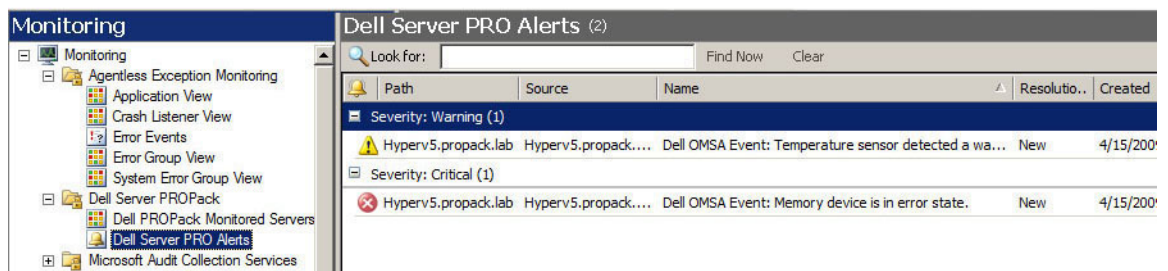 Monitoring
Monitoring
Agentless Exception Monitoring
Application View
Crash Listener View
Error Events
Error Group View
System Error Group View
Dell Server PROPack
Dell PROPack Monitored Servers
Dell Server PRO Alerts
Microsoft Audit Collection Services
Dell Server PRO Alerts (2)
Look for: Find Now Clear
Path Source Name Resolutio... Created
Severity: Warning (1)
Hyperv5.propack.lab Hyperv5.propack.... Dell OMSA Event: Temperature sensor detected a wa... New 4/15/2009
Severity: Critical (1)
Hyperv5.propack.lab Hyperv5.propack.... Dell OMSA Event: Memory device is in error state. New 4/15/2009